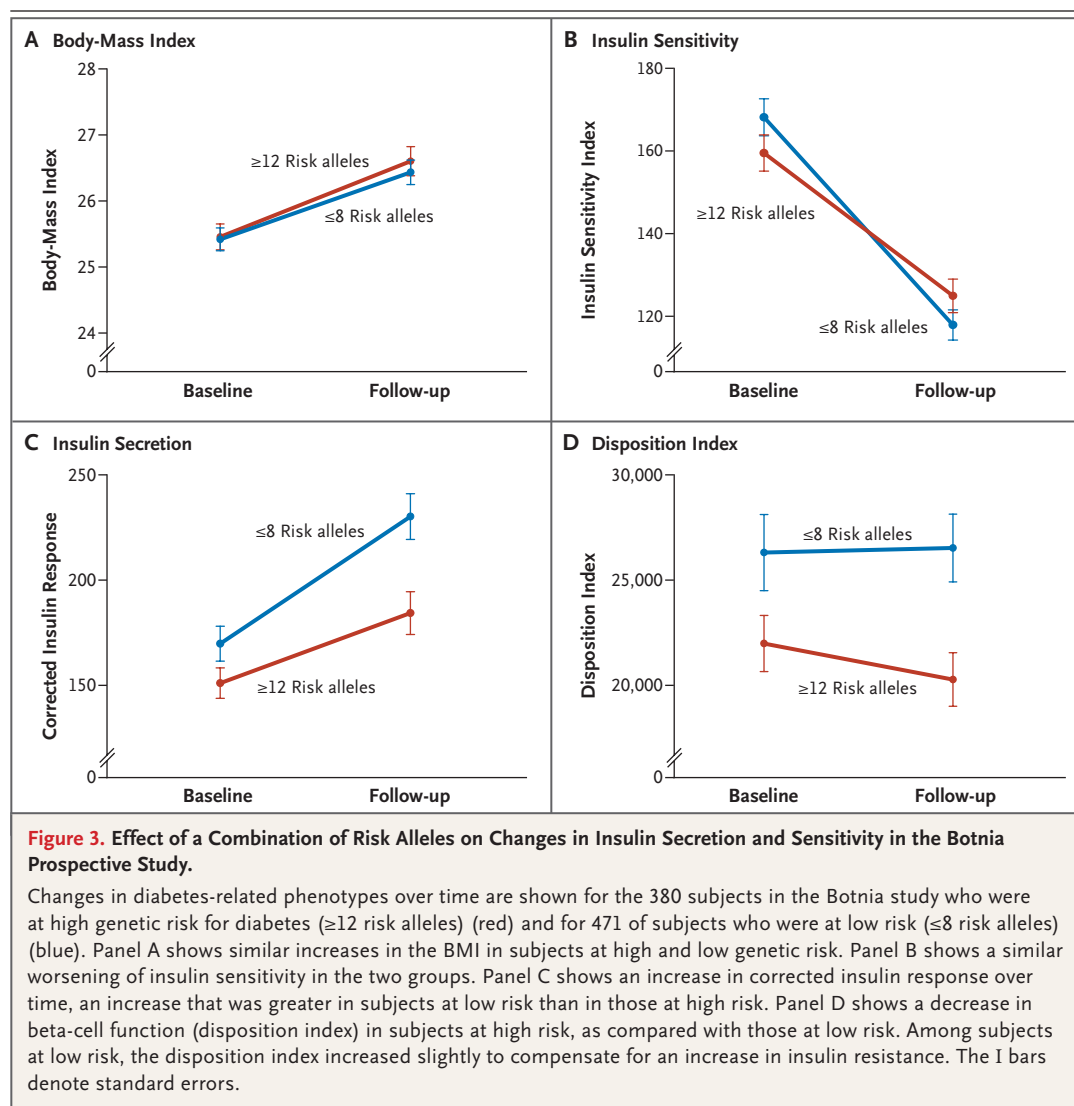 A Body-Mass Index
28
27
26
25
24
0
Body-Mass Index
≥12 Risk alleles
≤8 Risk alleles
Baseline
Follow-up
B Insulin Sensitivity
180
160
140
120
0
Insulin Sensitivity Index
≥12 Risk alleles
≤8 Risk alleles
Baseline
Follow-up
C Insulin Secretion
250
200
150
0
Corrected Insulin Response
≤8 Risk alleles
≥12 Risk alleles
Baseline
Follow-up
D Disposition Index
30,000
25,000
20,000
0
Disposition Index
≤8 Risk alleles
≥12 Risk alleles
Baseline
Follow-up
Figure 3. Effect of a Combination of Risk Alleles on Changes in Insulin Secretion and Sensitivity in the Botnia
Prospective Study.
Changes in diabetes-related phenotypes over time are shown for the 380 subjects in the Botnia study who were
at high genetic risk for diabetes (≥12 risk alleles) (red) and for 471 of subjects who were at low risk (≤8 risk alleles)
(blue). Panel A shows similar increases in the BMI in subjects at high and low genetic risk. Panel B shows a similar
worsening of insulin sensitivity in the two groups. Panel C shows an increase in corrected insulin response over
time, an increase that was greater in subjects at low risk than in those at high risk. Panel D shows a decrease in
beta-cell function (disposition index) in subjects at high risk, as compared with those at low risk. Among subjects
at low risk, the disposition index increased slightly to compensate for an increase in insulin resistance. The I bars
denote standard errors.